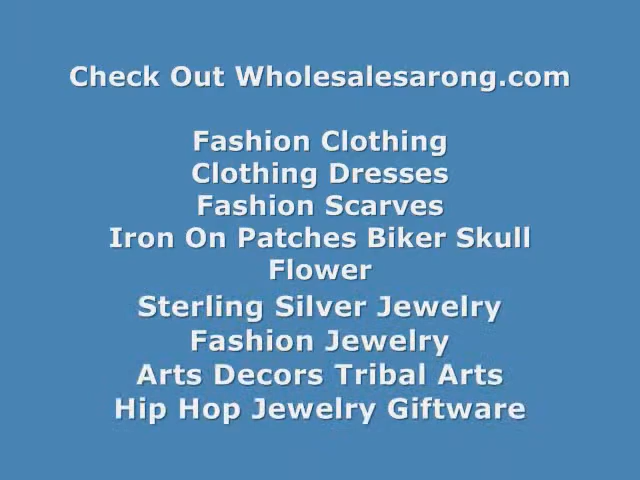 Check Out Wholesalesarong.com
Fashion Clothing
Clothing Dresses
Fashion Scarves
Iron On Patches Biker Skull
Flower
Sterling Silver Jewelry
Fashion Jewelry
Arts Decors Tribal Arts
Hip Hop Jewelry Giftware